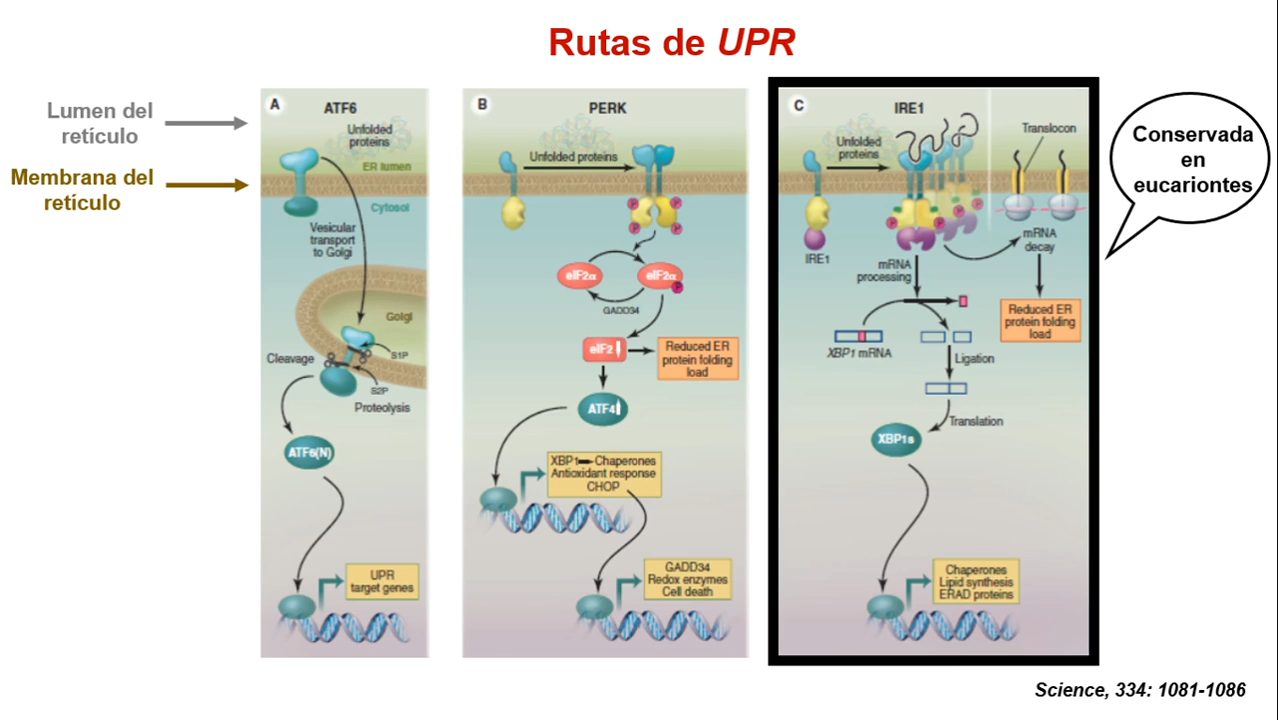 Rutas de UPR
Lumen del
retículo
Membrana del
retículo
A
ATF6
Unfolded
proteins
ER lumen
Cytosol
Vesicular
transport
to Golgi
Golgi
Cleavage
S1P
S2P
Proteolysis
ATF6(N)
UPR
target genes
B
PERK
Unfolded proteins
P
P
P
P
eIF2α
eIF2α
P
GADD34
eIF2
Reduced ER
protein folding
load
ATF4
XBP1 Chaperones
Antioxidant response
CHOP
GADD34
Redox enzymes
Cell death
C
IRE1
Unfolded
proteins
Translocon
P
P
P
P
IRE1
mRNA
processing
mRNA
decay
Reduced ER
protein folding
load
XBP1 mRNA
Ligation
Translation
XBP1s
Chaperones
Lipid synthesis
ERAD proteins
Conservada
en
eucariontes
Science, 334: 1081-1086